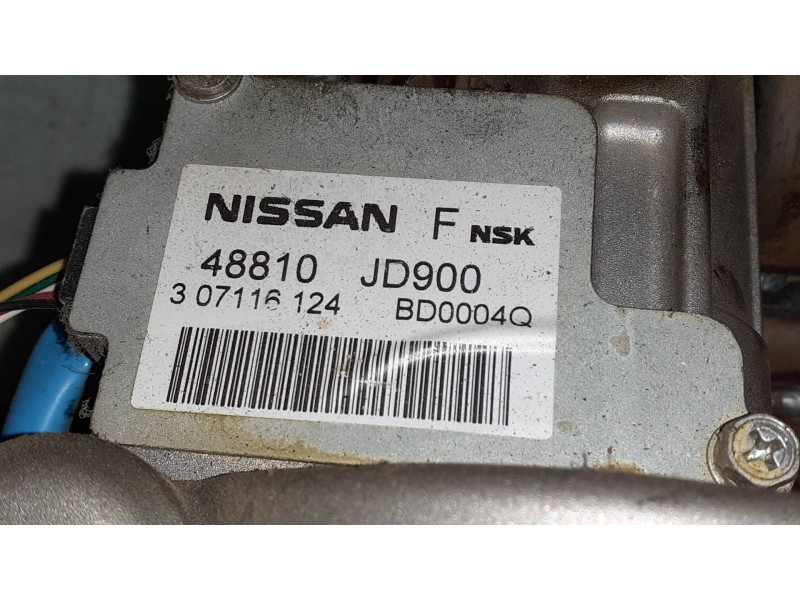 NISSAN F NSK
48810 JD900
3 07116 124 BD0004Q